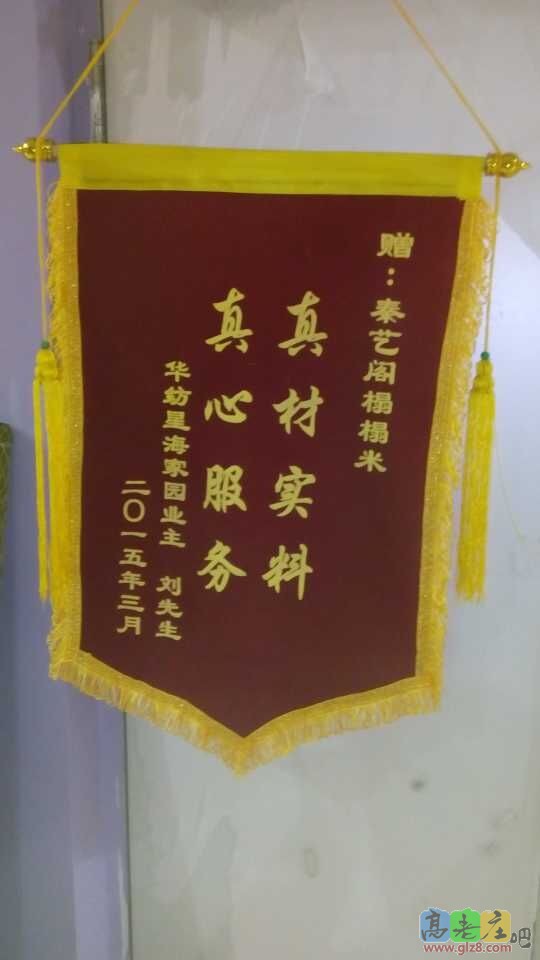 赠：秦艺阁榻榻米
真材实料
真心服务
华纺星海家园业主 刘先生
二〇一五年三月
高老庄吧
www.glz8.com